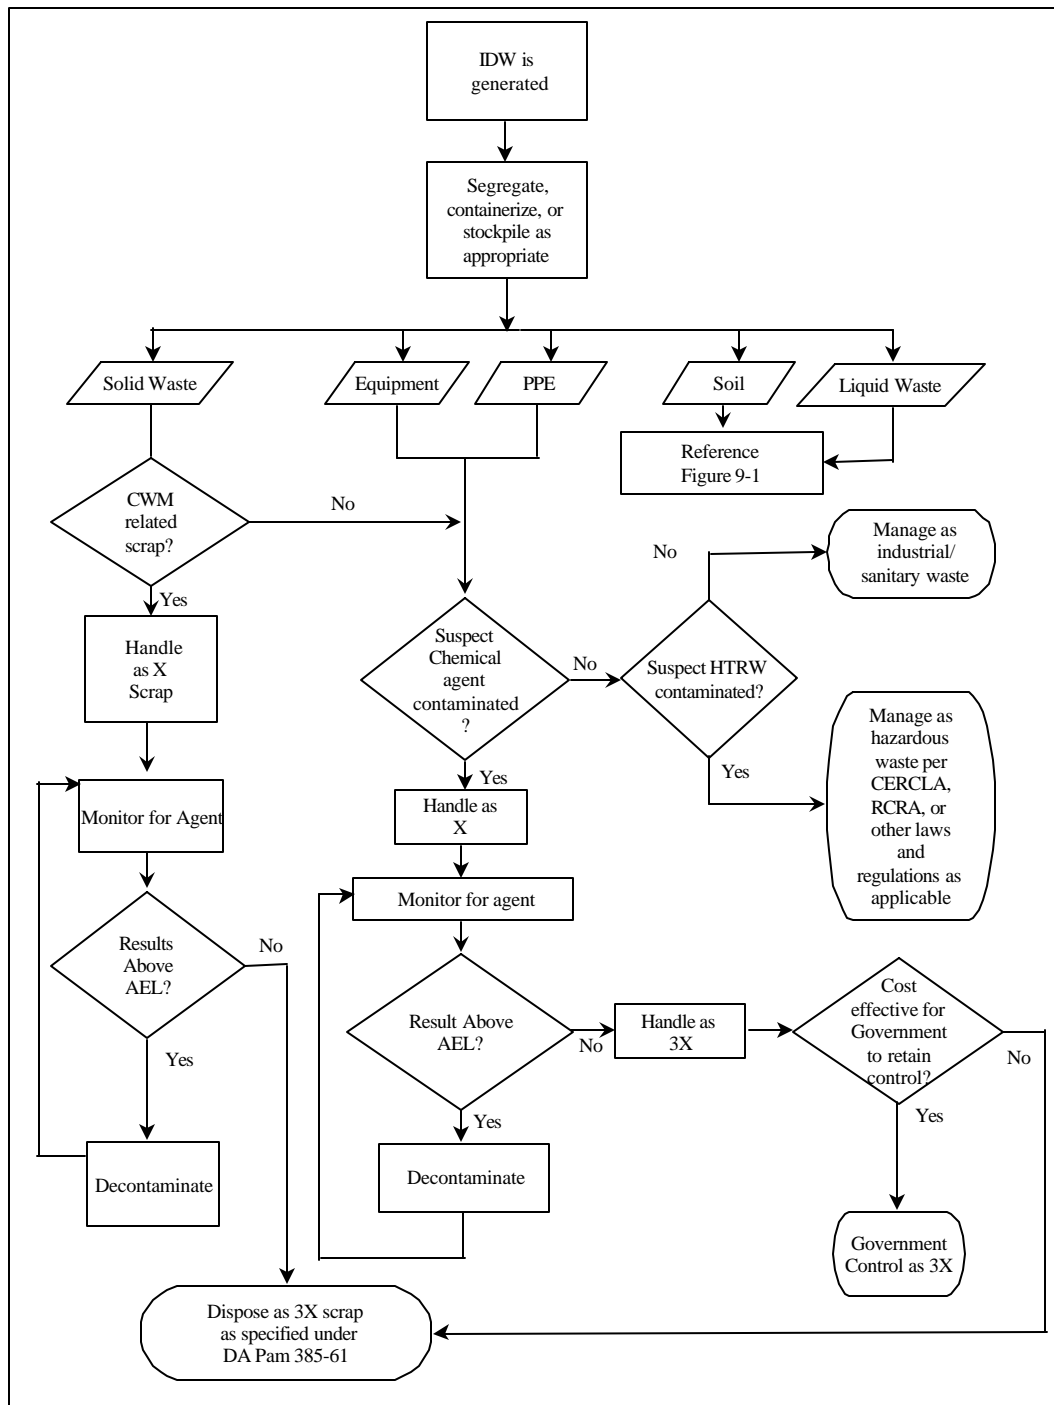 IDW is
generated
Segregate,
containerize, or
stockpile as
appropriate
Solid Waste
Equipment
PPE
Soil
Liquid Waste
Reference
Figure 9-1
CWM
related
scrap?
No
Yes
Handle
as X
Scrap
Monitor for Agent
Results
Above
AEL?
No
Yes
Decontaminate
Suspect
Chemical
agent
contaminated
?
No
Yes
Suspect HTRW
contaminated?
No
Manage as
industrial/
sanitary waste
Yes
Manage as
hazardous
waste per
CERCLA,
RCRA, or
other laws
and
regulations as
applicable
Handle as
X
Monitor for agent
Result Above
AEL?
No
Yes
Decontaminate
Handle as
3X
Cost
effective for
Government
to retain
control?
No
Yes
Government
Control as 3X
Dispose as 3X scrap
as specified under
DA Pam 385-61